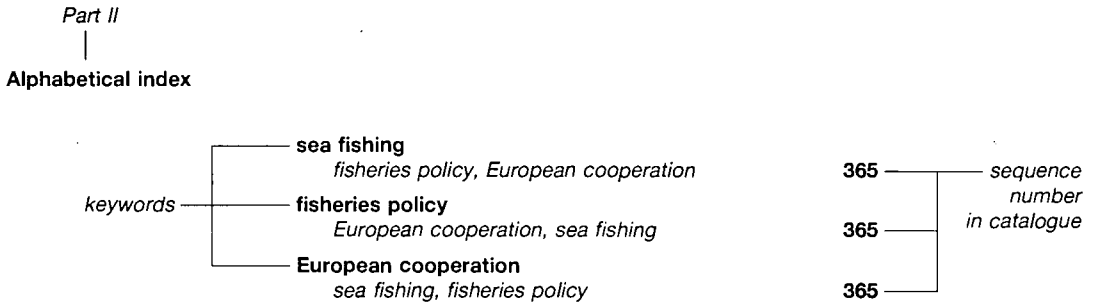 Part II
Alphabetical index
sea fishing
fisheries policy, European cooperation 365 sequence
number
keywords fisheries policy in catalogue
European cooperation, sea fishing 365
European cooperation
sea fishing, fisheries policy 365